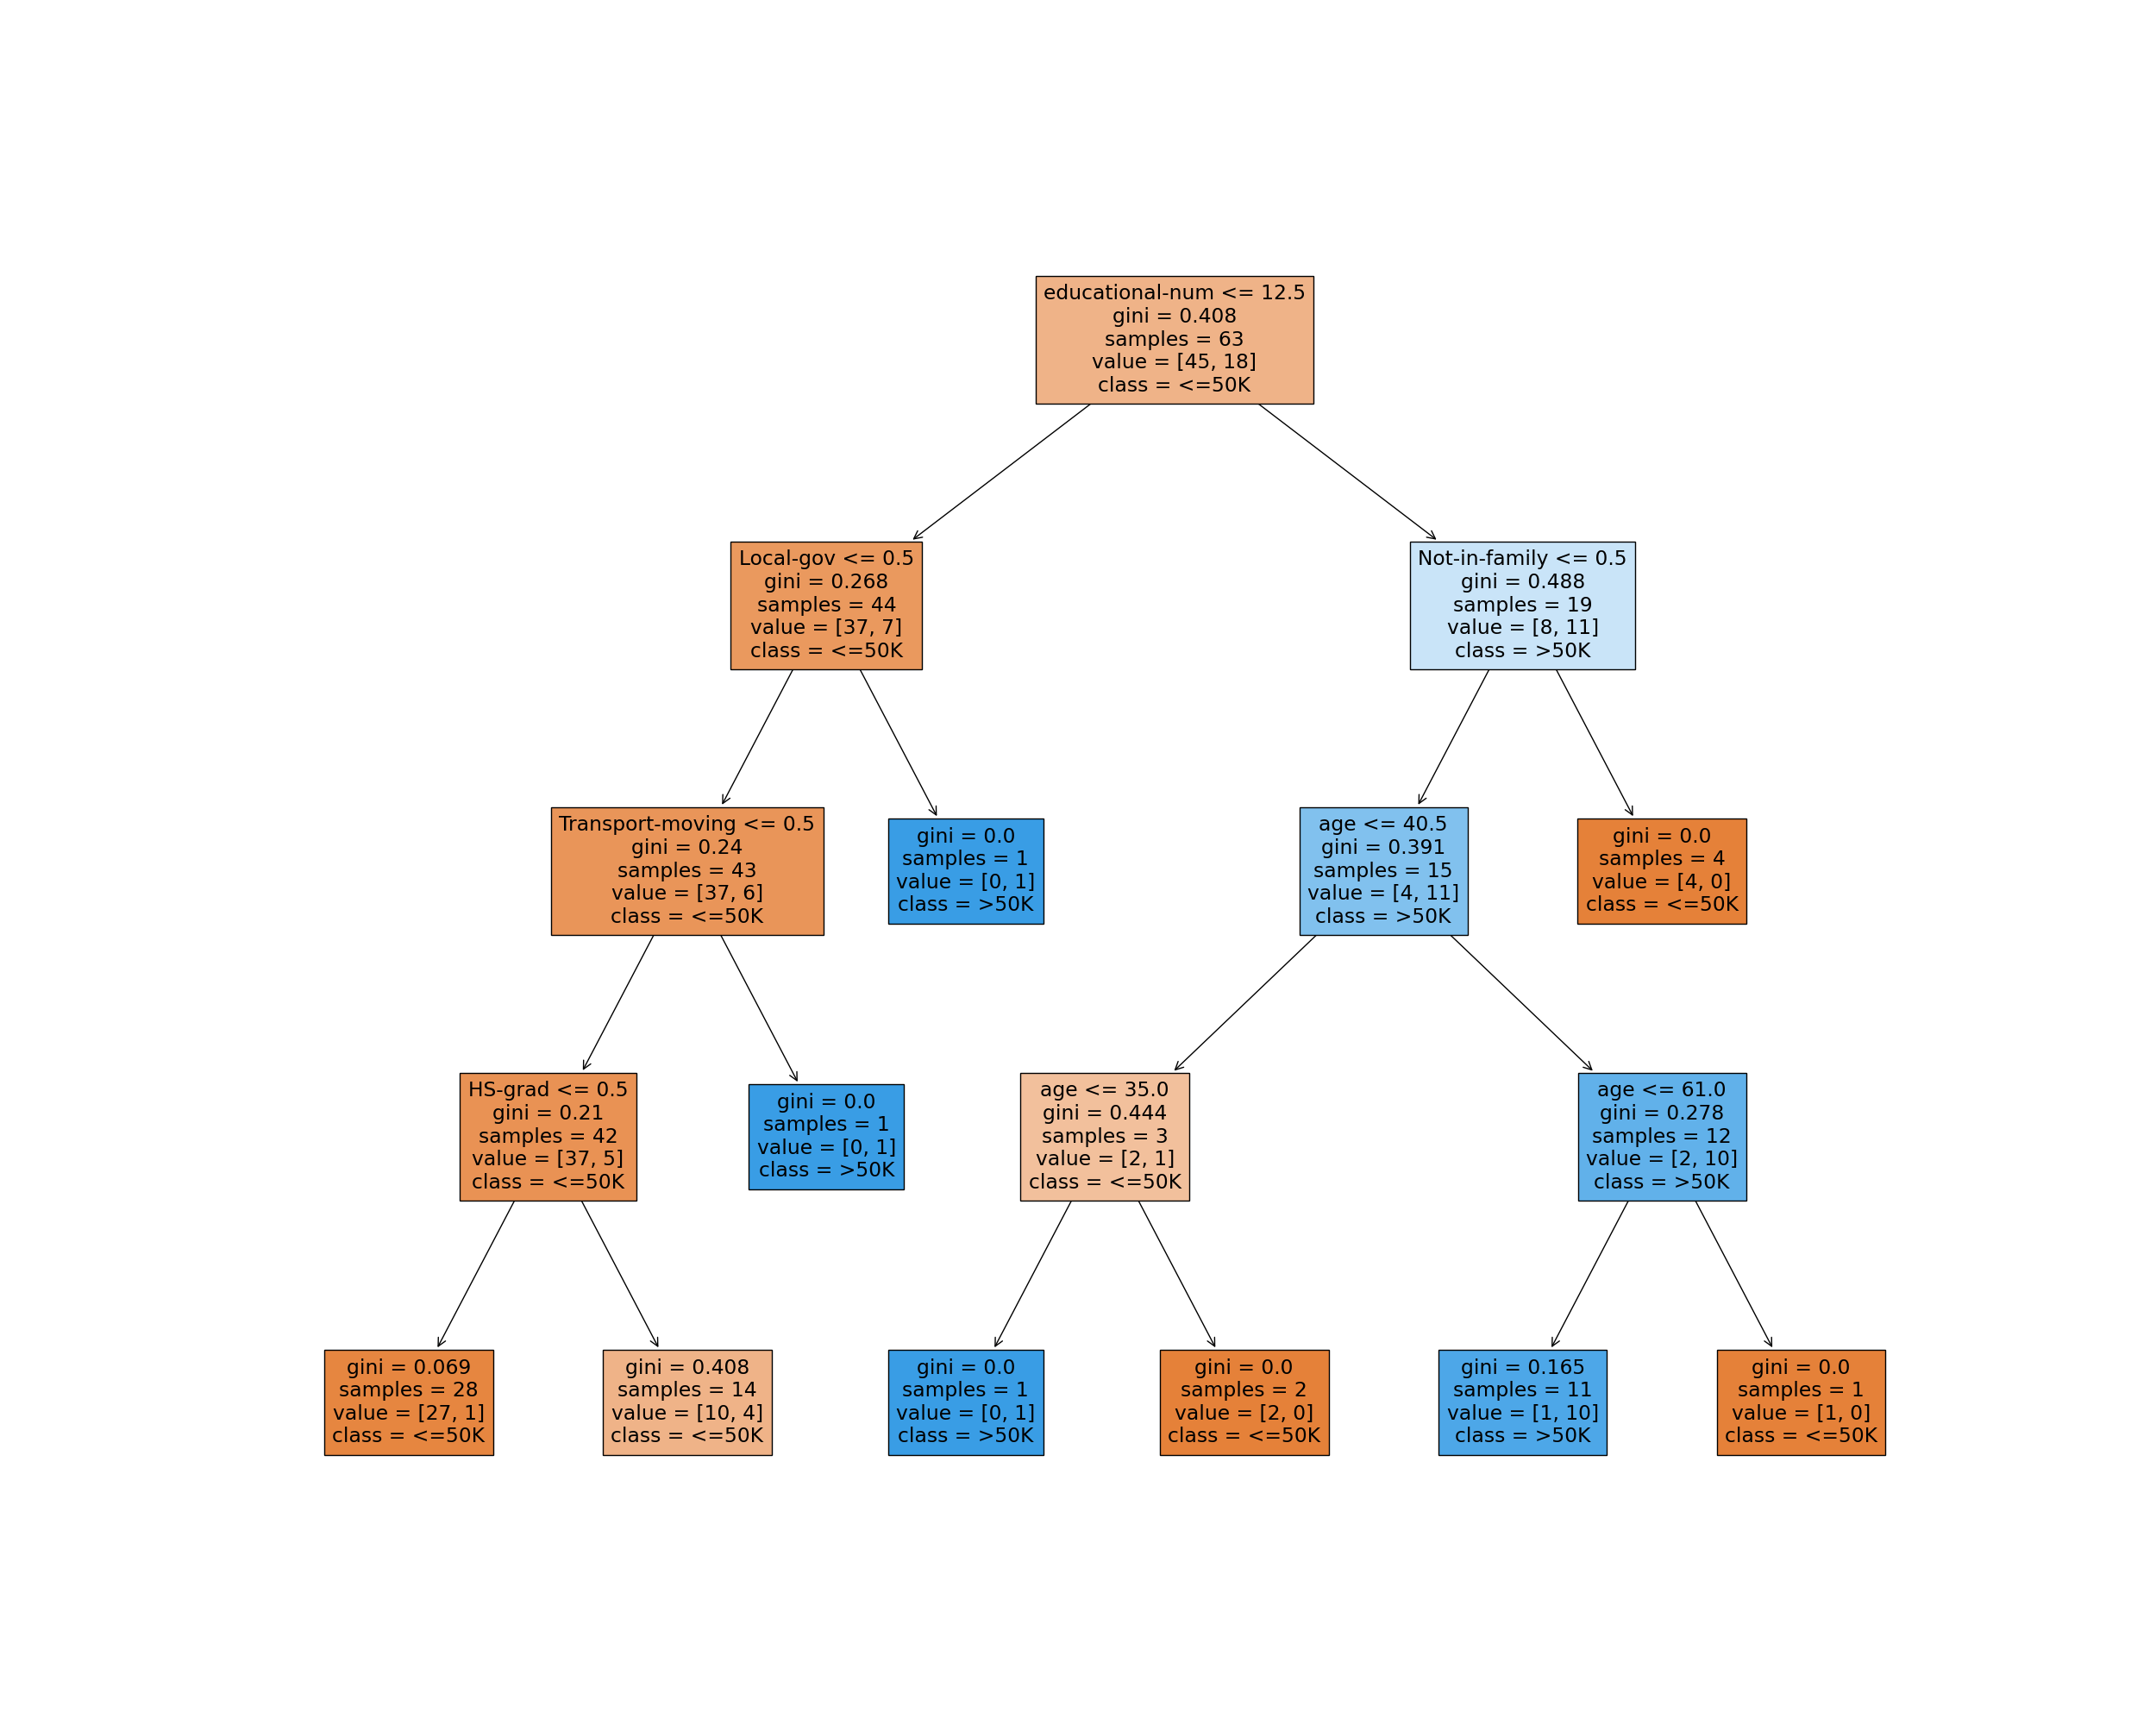 educational-num <= 12.5
gini = 0.408
samples = 63
value = [45, 18]
class = <=50K
Local-gov <= 0.5
gini = 0.268
samples = 44
value = [37, 7]
class = <=50K
Not-in-family <= 0.5
gini = 0.488
samples = 19
value = [8, 11]
class = >50K
Transport-moving <= 0.5
gini = 0.24
samples = 43
value = [37, 6]
class = <=50K
gini = 0.0
samples = 1
value = [0, 1]
class = >50K
age <= 40.5
gini = 0.391
samples = 15
value = [4, 11]
class = >50K
gini = 0.0
samples = 4
value = [4, 0]
class = <=50K
HS-grad <= 0.5
gini = 0.21
samples = 42
value = [37, 5]
class = <=50K
gini = 0.0
samples = 1
value = [0, 1]
class = >50K
age <= 35.0
gini = 0.444
samples = 3
value = [2, 1]
class = <=50K
age <= 61.0
gini = 0.278
samples = 12
value = [2, 10]
class = >50K
gini = 0.069
samples = 28
value = [27, 1]
class = <=50K
gini = 0.408
samples = 14
value = [10, 4]
class = <=50K
gini = 0.0
samples = 1
value = [0, 1]
class = >50K
gini = 0.0
samples = 2
value = [2, 0]
class = <=50K
gini = 0.165
samples = 11
value = [1, 10]
class = >50K
gini = 0.0
samples = 1
value = [1, 0]
class = <=50K